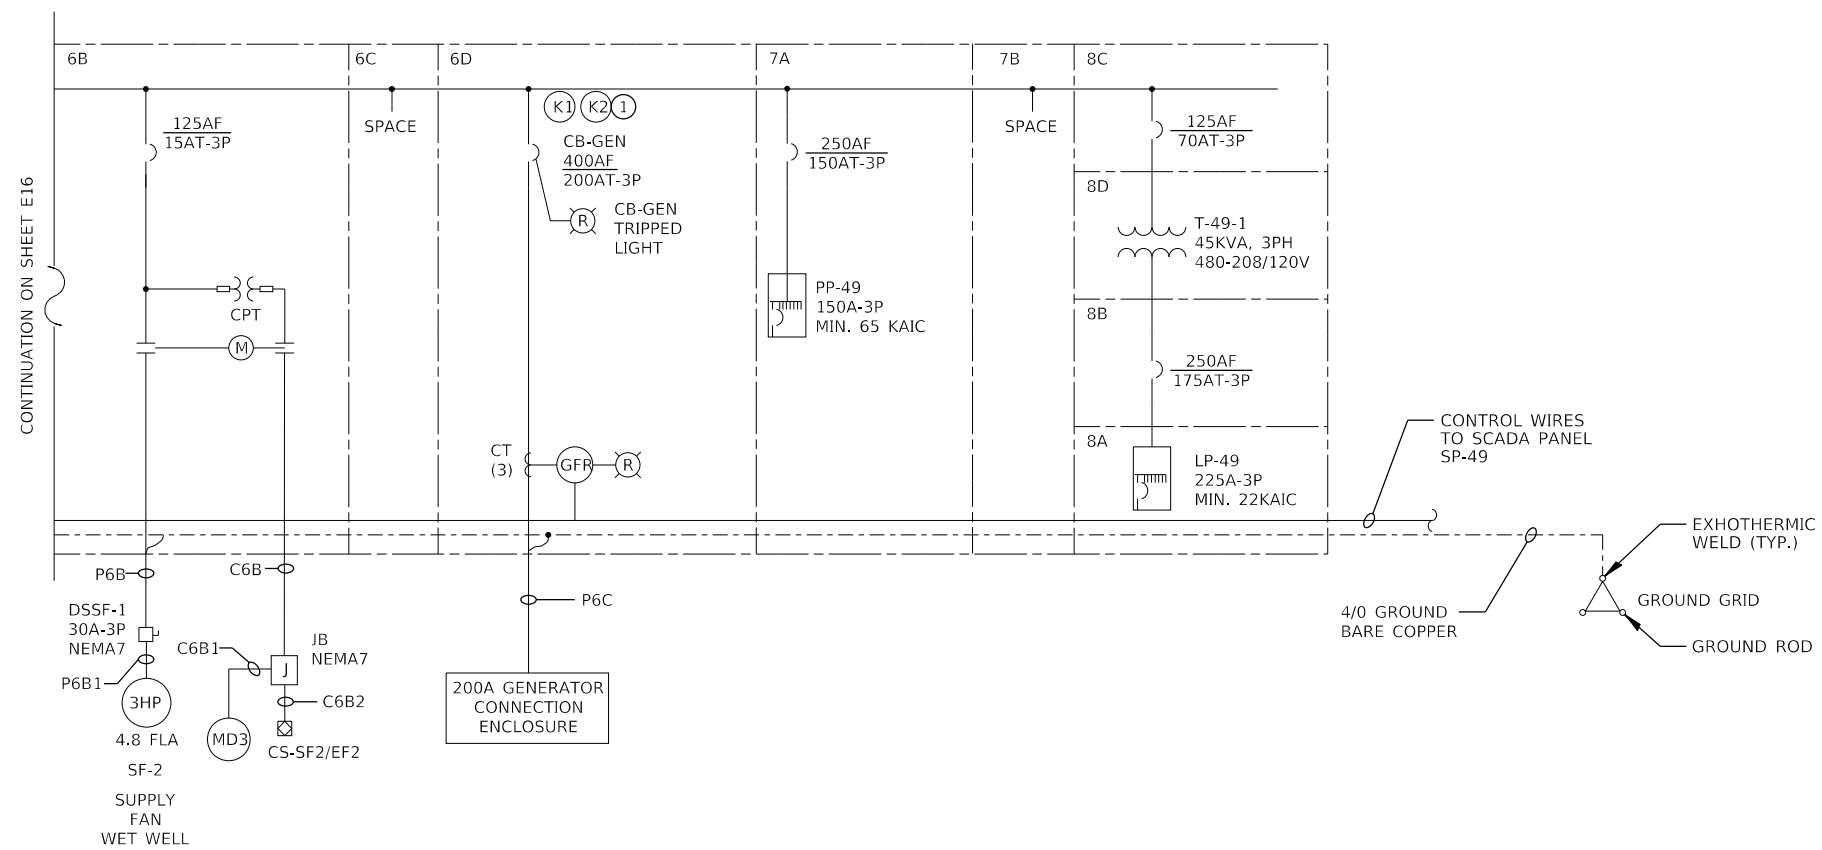 CONTINUATION ON SHEET E16
6B
125AF
15AT-3P
CPT
M
P6B
C6B
DSSF-1
30A-3P
NEMA7
P6B1
3HP
4.8 FLA
SF-2
SUPPLY
FAN
WET WELL
C6B1
JB
NEMA7
J
C6B2
MD3
CS-SF2/EF2
6C
SPACE
6D
K1
K2
1
CB-GEN
400AF
200AT-3P
R
CB-GEN
TRIPPED
LIGHT
CT
(3)
GFR
R
P6C
200A GENERATOR
CONNECTION
ENCLOSURE
7A
250AF
150AT-3P
PP-49
150A-3P
MIN. 65 KAIC
7B
SPACE
8C
125AF
70AT-3P
8D
T-49-1
45KVA, 3PH
480-208/120V
8B
250AF
175AT-3P
8A
LP-49
225A-3P
MIN. 22KAIC
CONTROL WIRES
TO SCADA PANEL
SP-49
4/0 GROUND
BARE COPPER
EXHOTHERMIC
WELD (TYP.)
GROUND GRID
GROUND ROD